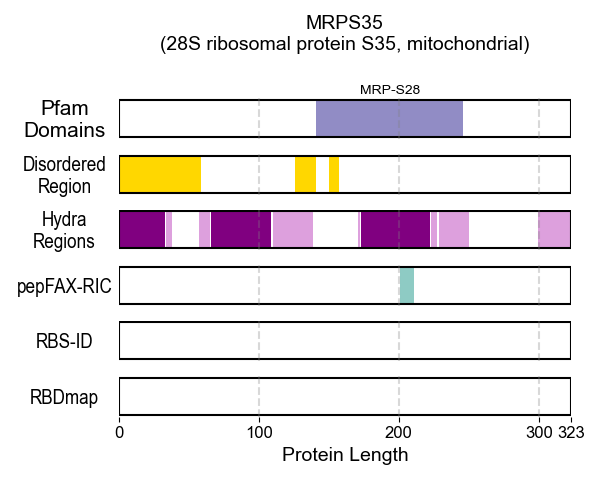 MRPS35
(28S ribosomal protein S35, mitochondrial)
MRP-S28
Pfam
Domains
Disordered
Region
Hydra
Regions
pepFAX-RIC
RBS-ID
RBDmap
0 100 200 300 323
Protein Length